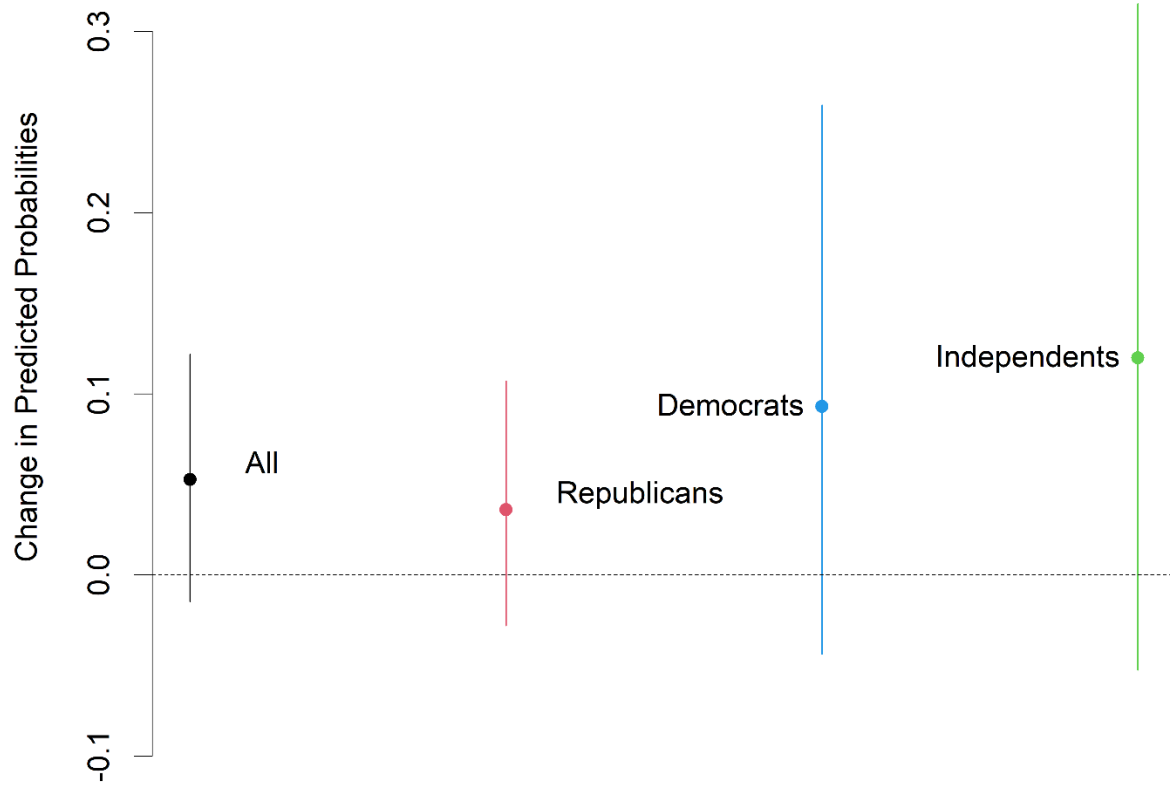 Change in Predicted Probabilities
0.3
0.2
0.1
0.0
-0.1
All
Republicans
Democrats
Independents